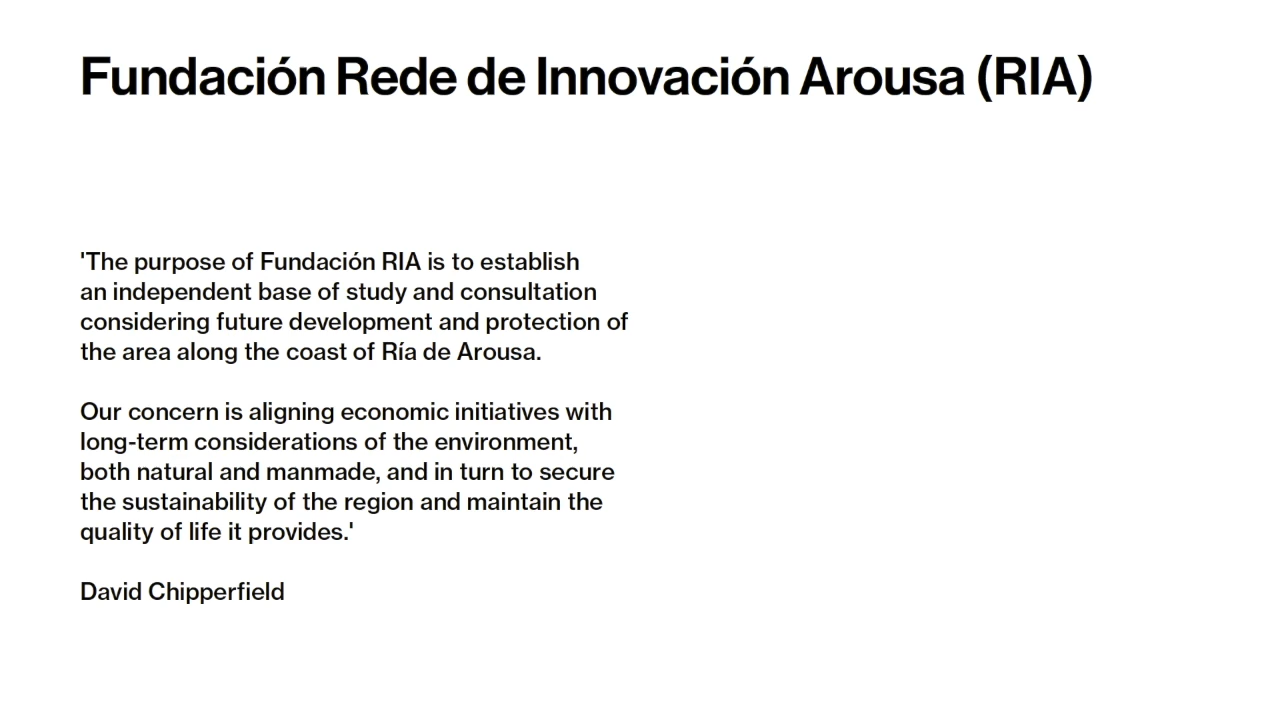 Fundación Rede de Innovación Arousa (RIA)
'The purpose of Fundación RIA is to establish
an independent base of study and consultation
considering future development and protection of
the area along the coast of Ría de Arousa.
Our concern is aligning economic initiatives with
long-term considerations of the environment,
both natural and manmade, and in turn to secure
the sustainability of the region and maintain the
quality of life it provides.'
David Chipperfield